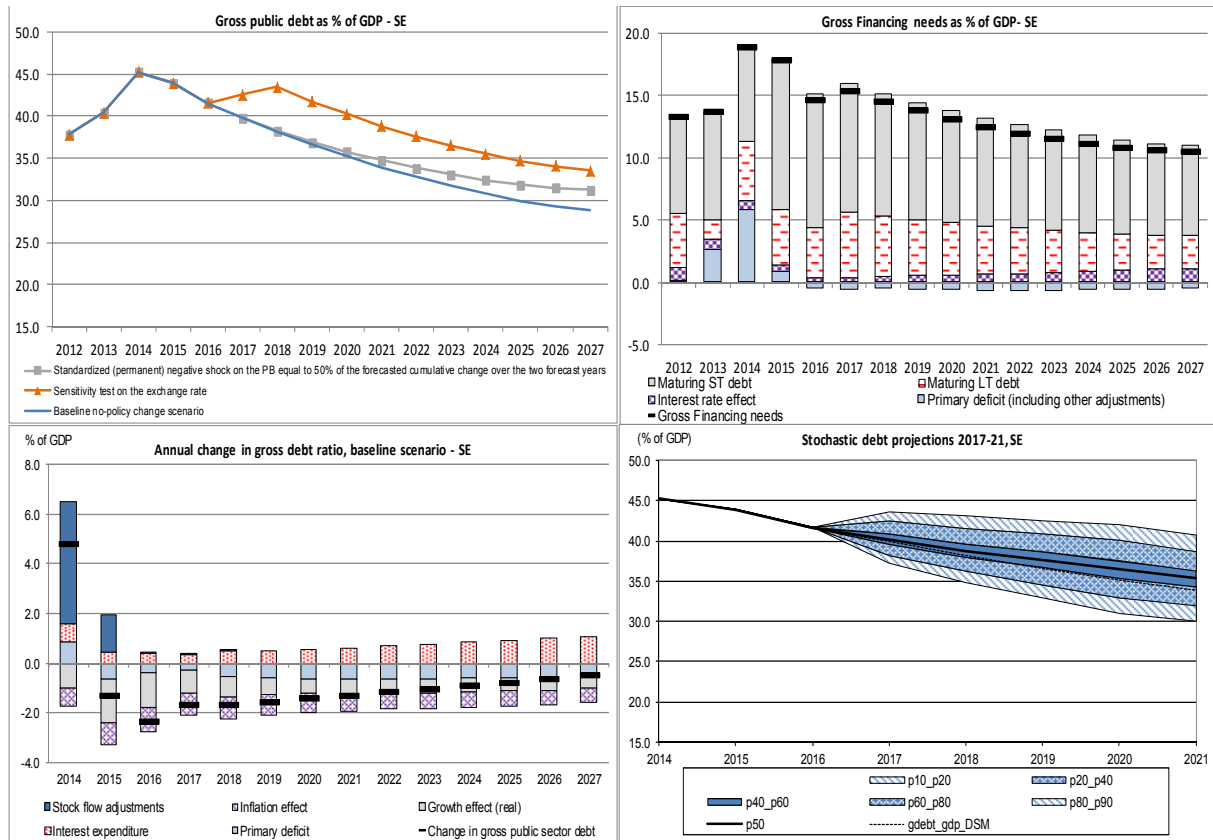 Gross public debt as % of GDP - SE
50.0
45.0
40.0
35.0
30.0
25.0
20.0
15.0
2012 2013 2014 2015 2016 2017 2018 2019 2020 2021 2022 2023 2024 2025 2026 2027
Standardized (permanent) negative shock on the PB equal to 50% of the forecasted cumulative change over the two forecast years
Sensitivity test on the exchange rate
Baseline no-policy change scenario
Gross Financing needs as % of GDP- SE
20.0
15.0
10.0
5.0
0.0
-5.0
2012 2013 2014 2015 2016 2017 2018 2019 2020 2021 2022 2023 2024 2025 2026 2027
Maturing ST debt
Maturing LT debt
Interest rate effect
Primary deficit (including other adjustments)
Gross Financing needs
% of GDP
Annual change in gross debt ratio, baseline scenario - SE
8.0
6.0
4.0
2.0
0.0
-2.0
-4.0
2014 2015 2016 2017 2018 2019 2020 2021 2022 2023 2024 2025 2026 2027
Stock flow adjustments
Inflation effect
Growth effect (real)
Interest expenditure
Primary deficit
Change in gross public sector debt
(% of GDP)
Stochastic debt projections 2017-21, SE
50.0
45.0
40.0
35.0
30.0
25.0
20.0
15.0
2014 2015 2016 2017 2018 2019 2020 2021
p10_p20
p20_p40
p40_p60
p60_p80
p80_p90
p50
gdebt_gdp_DSM